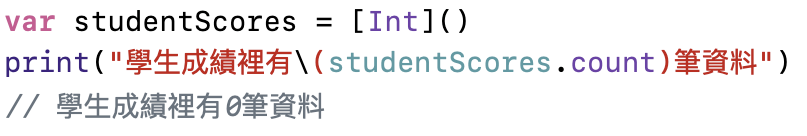 var studentScores = [Int]()
print("學生成績裡有\(studentScores.count)筆資料")
// 學生成績裡有0筆資料